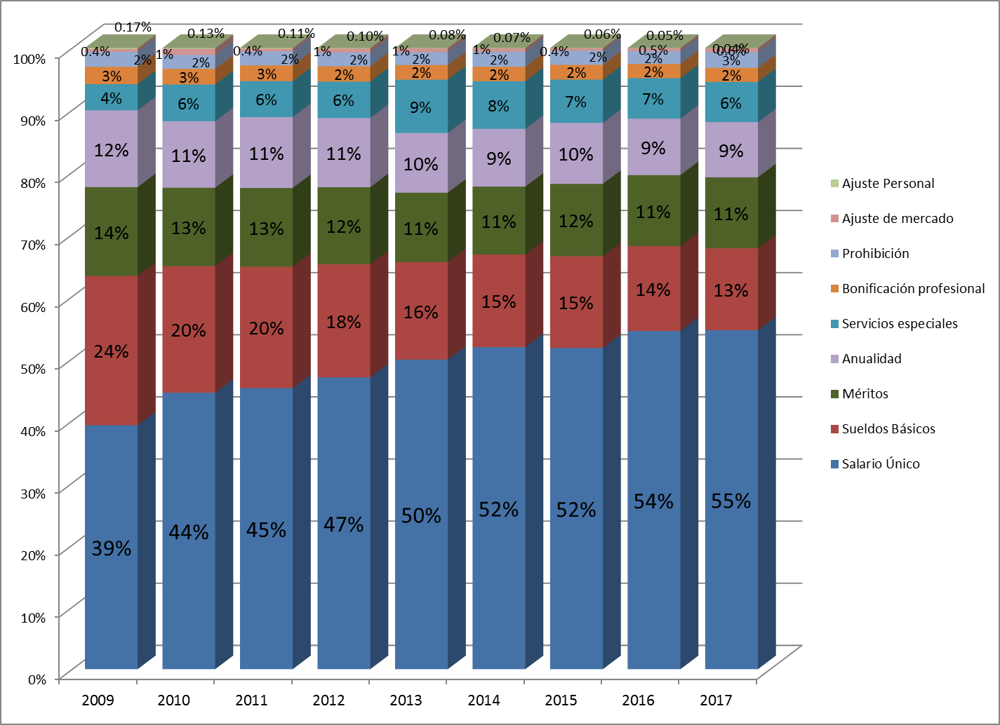 0.17% 0.13% 0.11% 0.10% 0.08% 0.07% 0.06% 0.05% 0.04%
0.4% 1% 0.4% 1% 1% 1% 0.4% 0.5% 0.6%
2% 2% 2% 2% 2% 2% 2% 2% 3%
3% 3% 3% 2% 2% 2% 2% 2% 2%
4% 6% 6% 6% 9% 8% 7% 7% 6%
12% 11% 11% 11% 10% 9% 10% 9% 9%
14% 13% 13% 12% 11% 11% 12% 11% 11%
24% 20% 20% 18% 16% 15% 15% 14% 13%
39% 44% 45% 47% 50% 52% 52% 54% 55%
100%
90%
80%
70%
60%
50%
40%
30%
20%
10%
0%
2009 2010 2011 2012 2013 2014 2015 2016 2017
Ajuste Personal
Ajuste de mercado
Prohibición
Bonificación profesional
Servicios especiales
Anualidad
Méritos
Sueldos Básicos
Salario Único